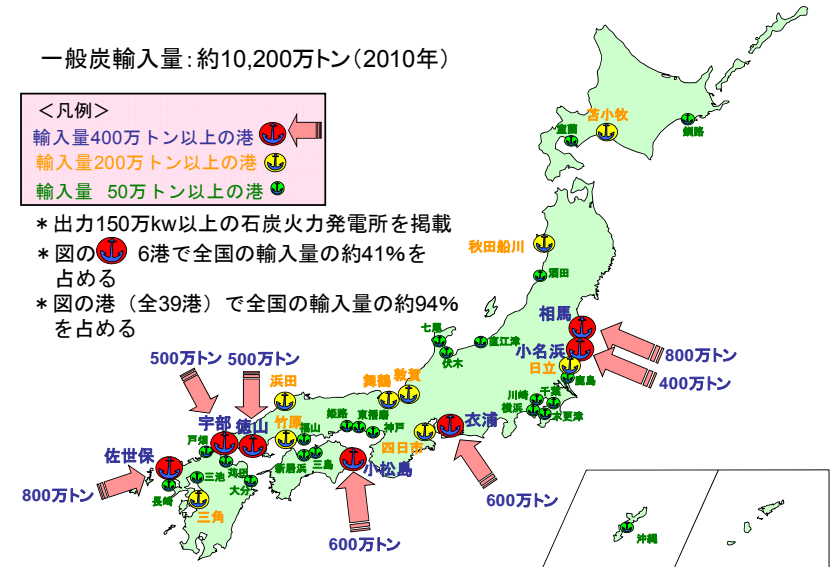 一般炭輸入量：約10,200万トン（2010年）
＜凡例＞
輸入量400万トン以上の港
輸入量200万トン以上の港
輸入量 50万トン以上の港
＊出力150万kw以上の石炭火力発電所を掲載
＊図の 6港で全国の輸入量の約41％を
占める
＊図の港（全39港）で全国の輸入量の約94％
を占める
苫小牧
室蘭
釧路
秋田船川
酒田
相馬
七尾
直江津
伏木
小名浜
800万トン
日立
400万トン
鹿島
500万トン
500万トン
浜田
舞鶴
敦賀
川崎
千葉
横浜
木更津
宇部
徳山
竹原
福山
姫路
東播磨
神戸
四日市
衣浦
戸畑
佐世保
苅田
三池
新居浜
三島
小松島
800万トン
長崎
大分
三角
600万トン
600万トン
沖縄